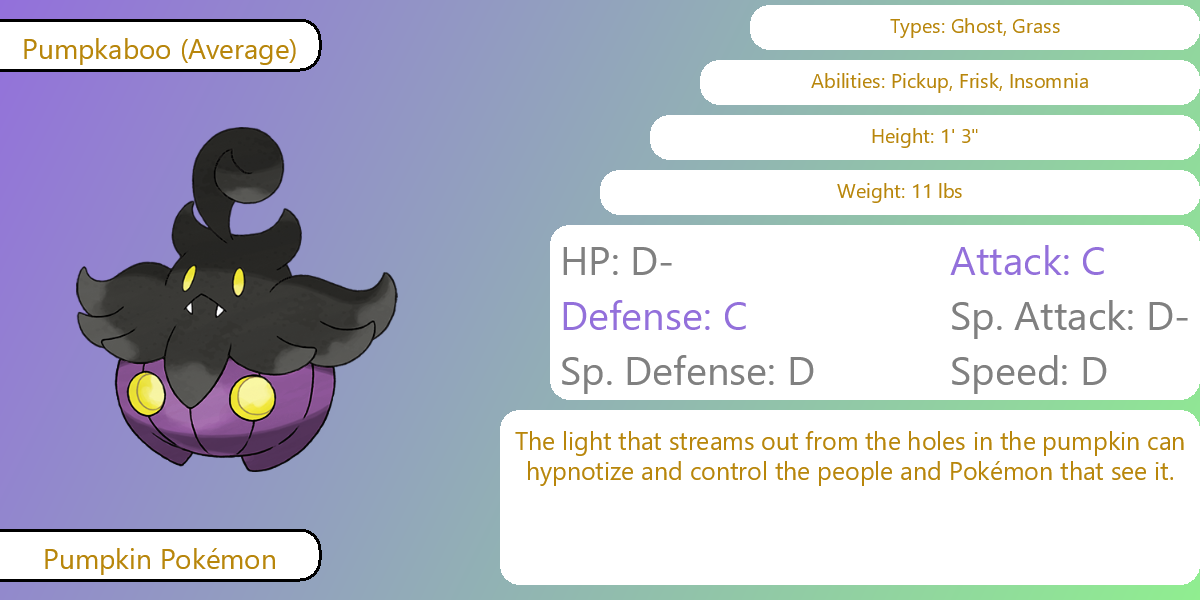 Pumpkaboo (Average)
Types: Ghost, Grass
Abilities: Pickup, Frisk, Insomnia
Height: 1' 3"
Weight: 11 lbs
HP: D-
Attack: C
Defense: C
Sp. Attack: D-
Sp. Defense: D
Speed: D
The light that streams out from the holes in the pumpkin can
hypnotize and control the people and Pokémon that see it.
Pumpkin Pokémon